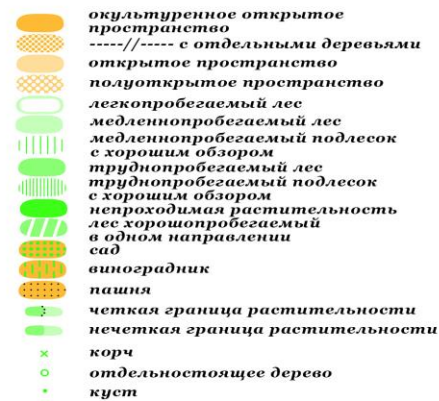 окультуренное открытое
пространство
-----//----- с отдельными деревьями
открытое пространство
полуоткрытое пространство
легкопробегаемый лес
медленнопробегаемый лес
медленнопробегаемый подлесок
с хорошим обзором
труднопробегаемый лес
труднопробегаемый подлесок
с хорошим обзором
непроходимая растительность
лес хорошопробегаемый
в одном направлении
сад
виноградник
пашня
четкая граница растительности
нечеткая граница растительности
корч
отдельностоящее дерево
куст